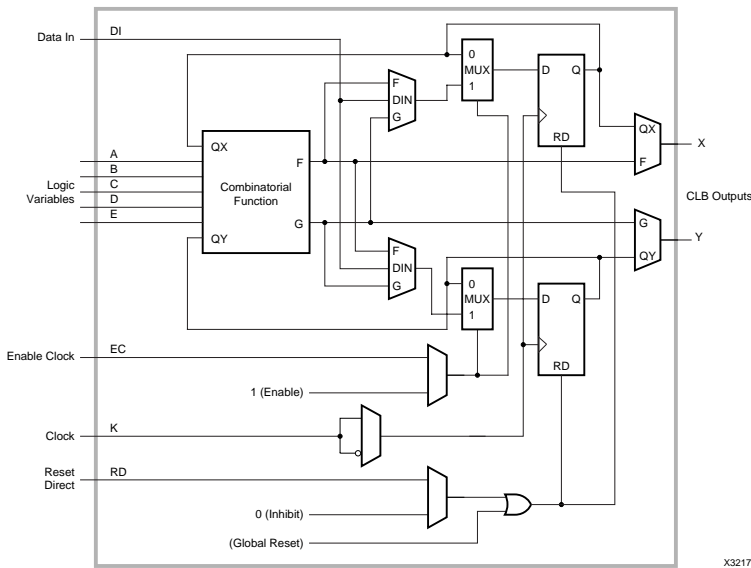 Data In
DI
0
MUX
1
D
Q
RD
F
DIN
G
QX
F
X
QX
F
Combinatorial
Function
G
QY
A
B
C
D
E
Logic
Variables
CLB Outputs
G
QY
Y
F
DIN
G
0
MUX
1
D
Q
RD
Enable Clock
EC
1 (Enable)
Clock
K
Reset
Direct
RD
0 (Inhibit)
(Global Reset)
X3217